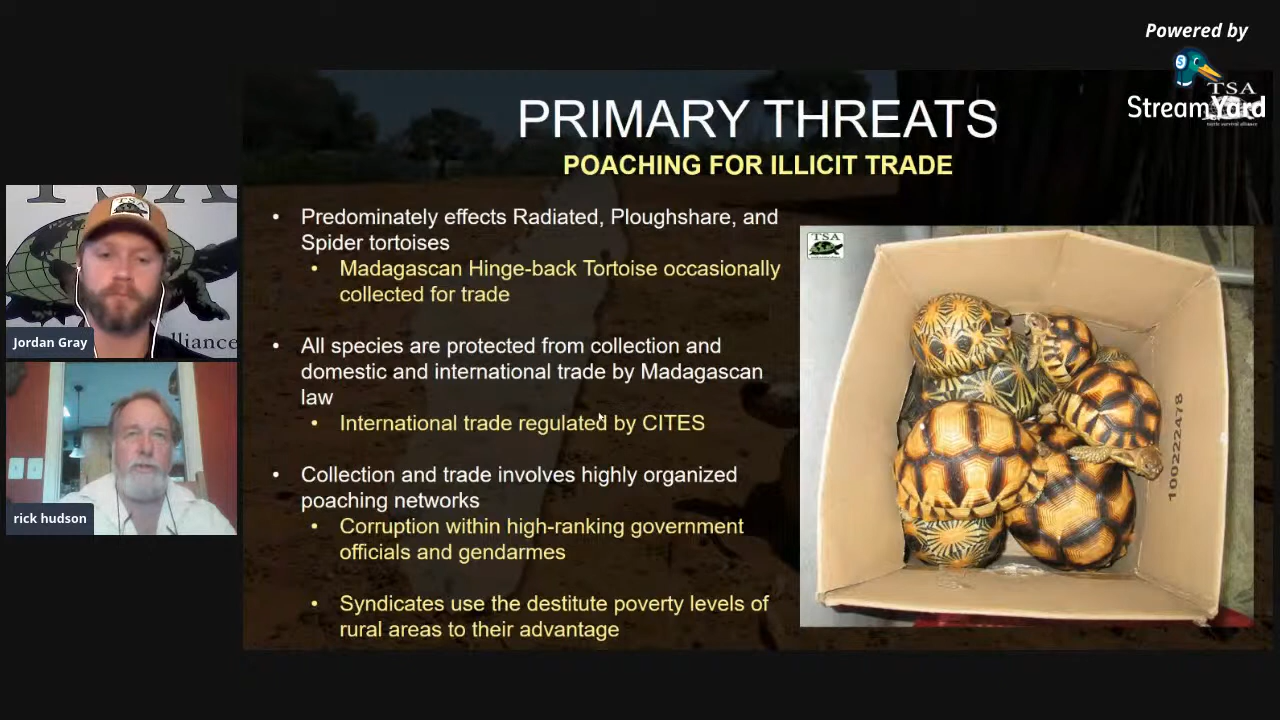 Powered by
S
StreamYard
TSA
PRIMARY THREATS
POACHING FOR ILLICIT TRADE
• Predominately effects Radiated, Ploughshare, and
Spider tortoises
• Madagascan Hinge-back Tortoise occasionally
collected for trade
• All species are protected from collection and
domestic and international trade by Madagascan
law
• International trade regulated by CITES
• Collection and trade involves highly organized
poaching networks
• Corruption within high-ranking government
officials and gendarmes
• Syndicates use the destitute poverty levels of
rural areas to their advantage
TSA
100222478
TSA
TSA
lliance
Jordan Gray
rick hudson